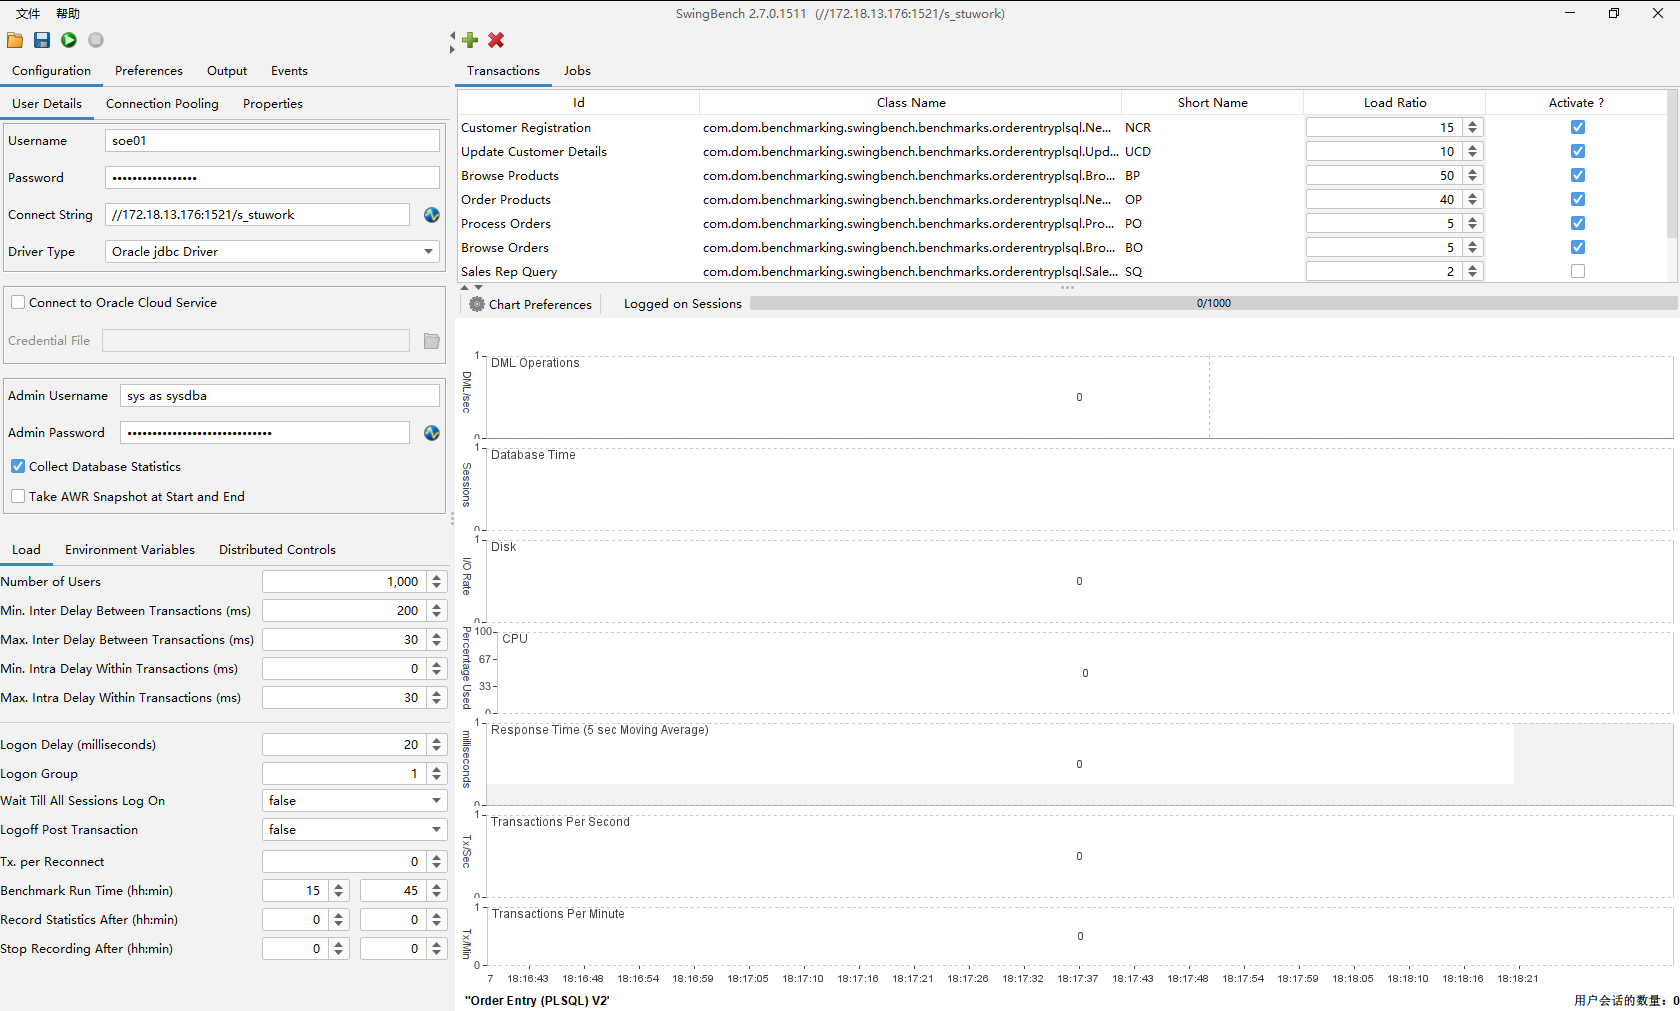 文件 帮助 SwingBench 2.7.0.1511 (//172.18.13.176:1521/s_stuwork)
Configuration Preferences Output Events
User Details Connection Pooling Properties
Username soe01
Password •••••••••••••••••
Connect String //172.18.13.176:1521/s_stuwork
Driver Type Oracle jdbc Driver
Connect to Oracle Cloud Service
Credential File
Admin Username sys as sysdba
Admin Password •••••••••••••••••••••••••••••
Collect Database Statistics
Take AWR Snapshot at Start and End
Load Environment Variables Distributed Controls
Number of Users 1,000
Min. Inter Delay Between Transactions (ms) 200
Max. Inter Delay Between Transactions (ms) 30
Min. Intra Delay Within Transactions (ms) 0
Max. Intra Delay Within Transactions (ms) 30
Logon Delay (milliseconds) 20
Logon Group 1
Wait Till All Sessions Log On false
Logoff Post Transaction false
Tx. per Reconnect 0
Benchmark Run Time (hh:min) 15 45
Record Statistics After (hh:min) 0 0
Stop Recording After (hh:min) 0 0
Transactions Jobs
Id Class Name Short Name Load Ratio Activate ?
Customer Registration com.dom.benchmarking.swingbench.benchmarks.orderentryplsql.Ne... NCR 15
Update Customer Details com.dom.benchmarking.swingbench.benchmarks.orderentryplsql.Upd... UCD 10
Browse Products com.dom.benchmarking.swingbench.benchmarks.orderentryplsql.Bro... BP 50
Order Products com.dom.benchmarking.swingbench.benchmarks.orderentryplsql.Ne... OP 40
Process Orders com.dom.benchmarking.swingbench.benchmarks.orderentryplsql.Pro... PO 5
Browse Orders com.dom.benchmarking.swingbench.benchmarks.orderentryplsql.Bro... BO 5
Sales Rep Query com.dom.benchmarking.swingbench.benchmarks.orderentryplsql.Sale... SQ 2
Chart Preferences Logged on Sessions 0/1000
DML Operations
DML/sec
1
0
0
Database Time
Sessions
1
0
Disk
I/O Rate
1
0
0
CPU
Percentage Used
100
67
33
0
0
Response Time (5 sec Moving Average)
milliseconds
1
0
0
Transactions Per Second
Tx/Sec
1
0
0
Transactions Per Minute
Tx/Min
1
0
0
7 18:16:43 18:16:48 18:16:54 18:16:59 18:17:05 18:17:10 18:17:16 18:17:21 18:17:26 18:17:32 18:17:37 18:17:43 18:17:48 18:17:54 18:17:59 18:18:05 18:18:10 18:18:16 18:18:21
"Order Entry (PLSQL) V2' 用户会话的数量：0